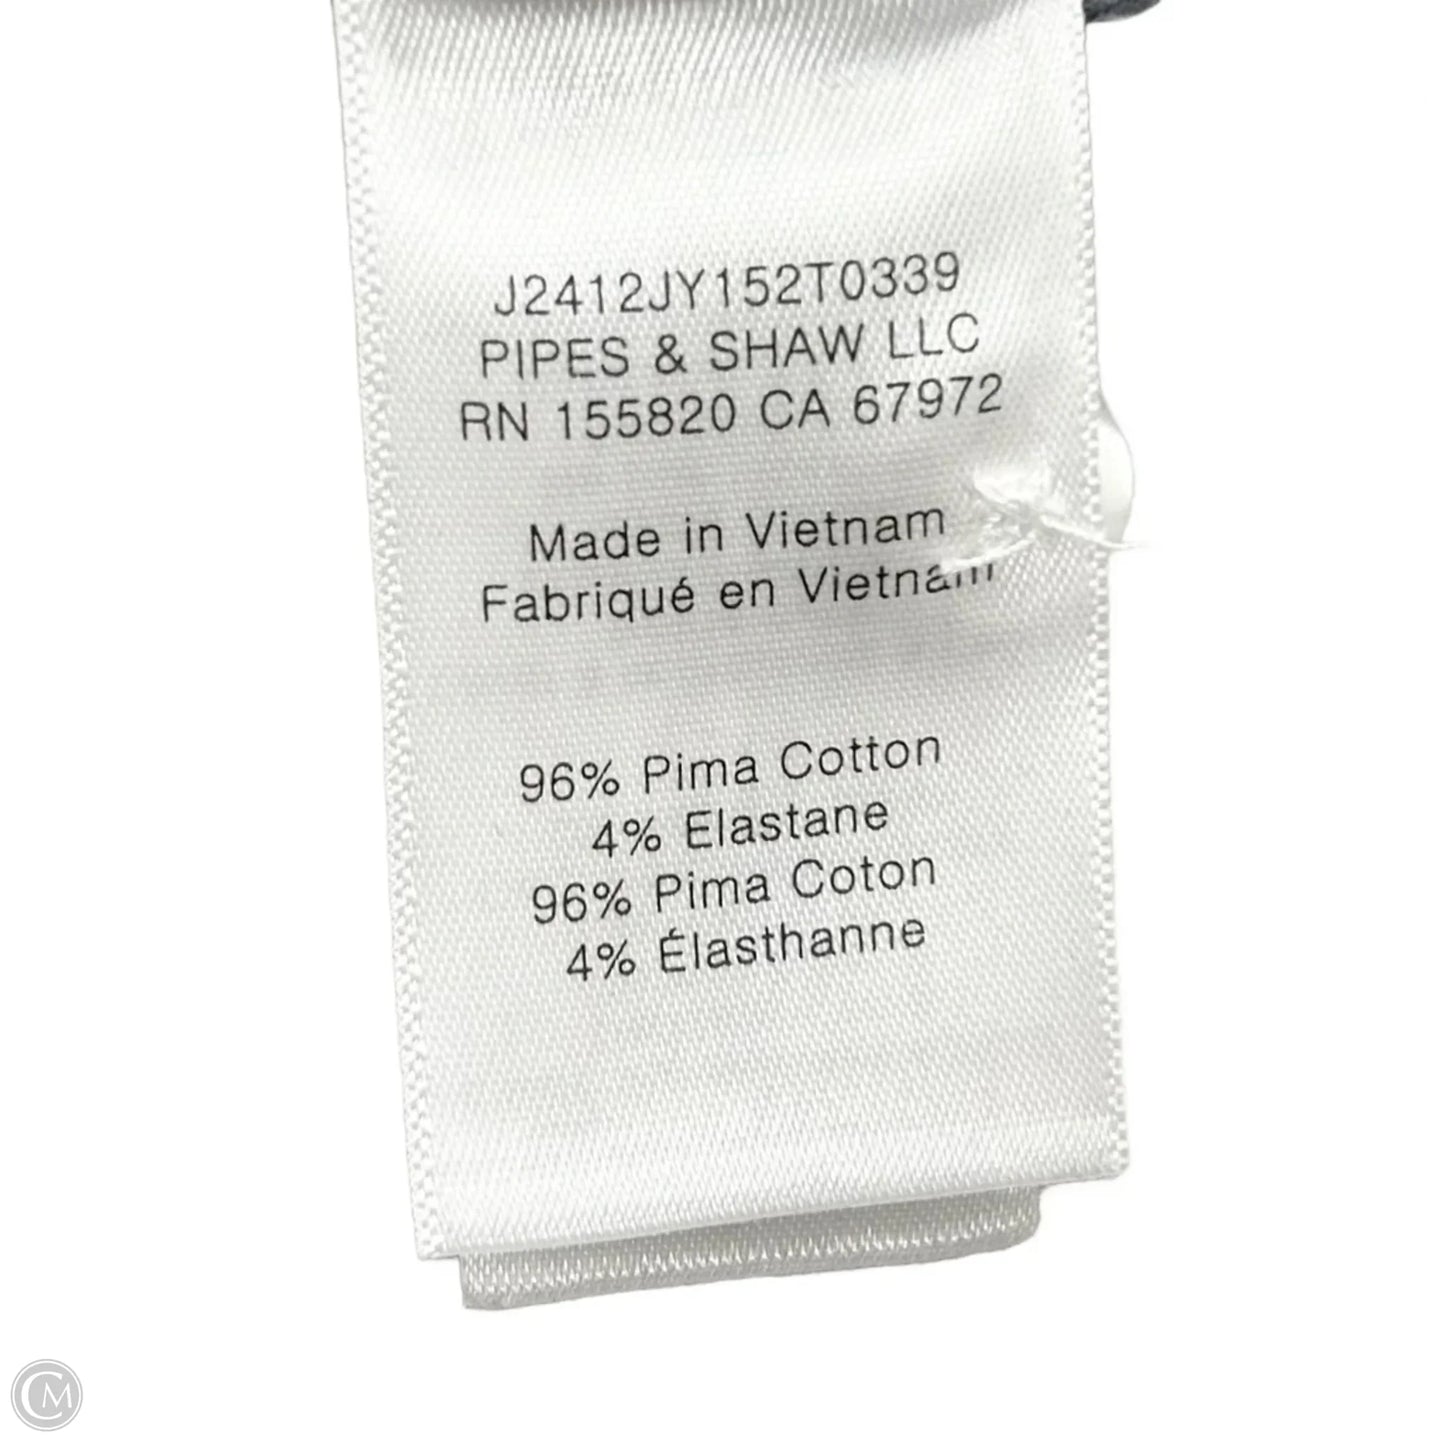 J2412JY152T0339
PIPES & SHAW LLC
RN 155820 CA 67972
Made in Vietnam
Fabriqué en Vietnam
96% Pima Cotton
4% Elastane
96% Pima Coton
4% Élasthanne
CM